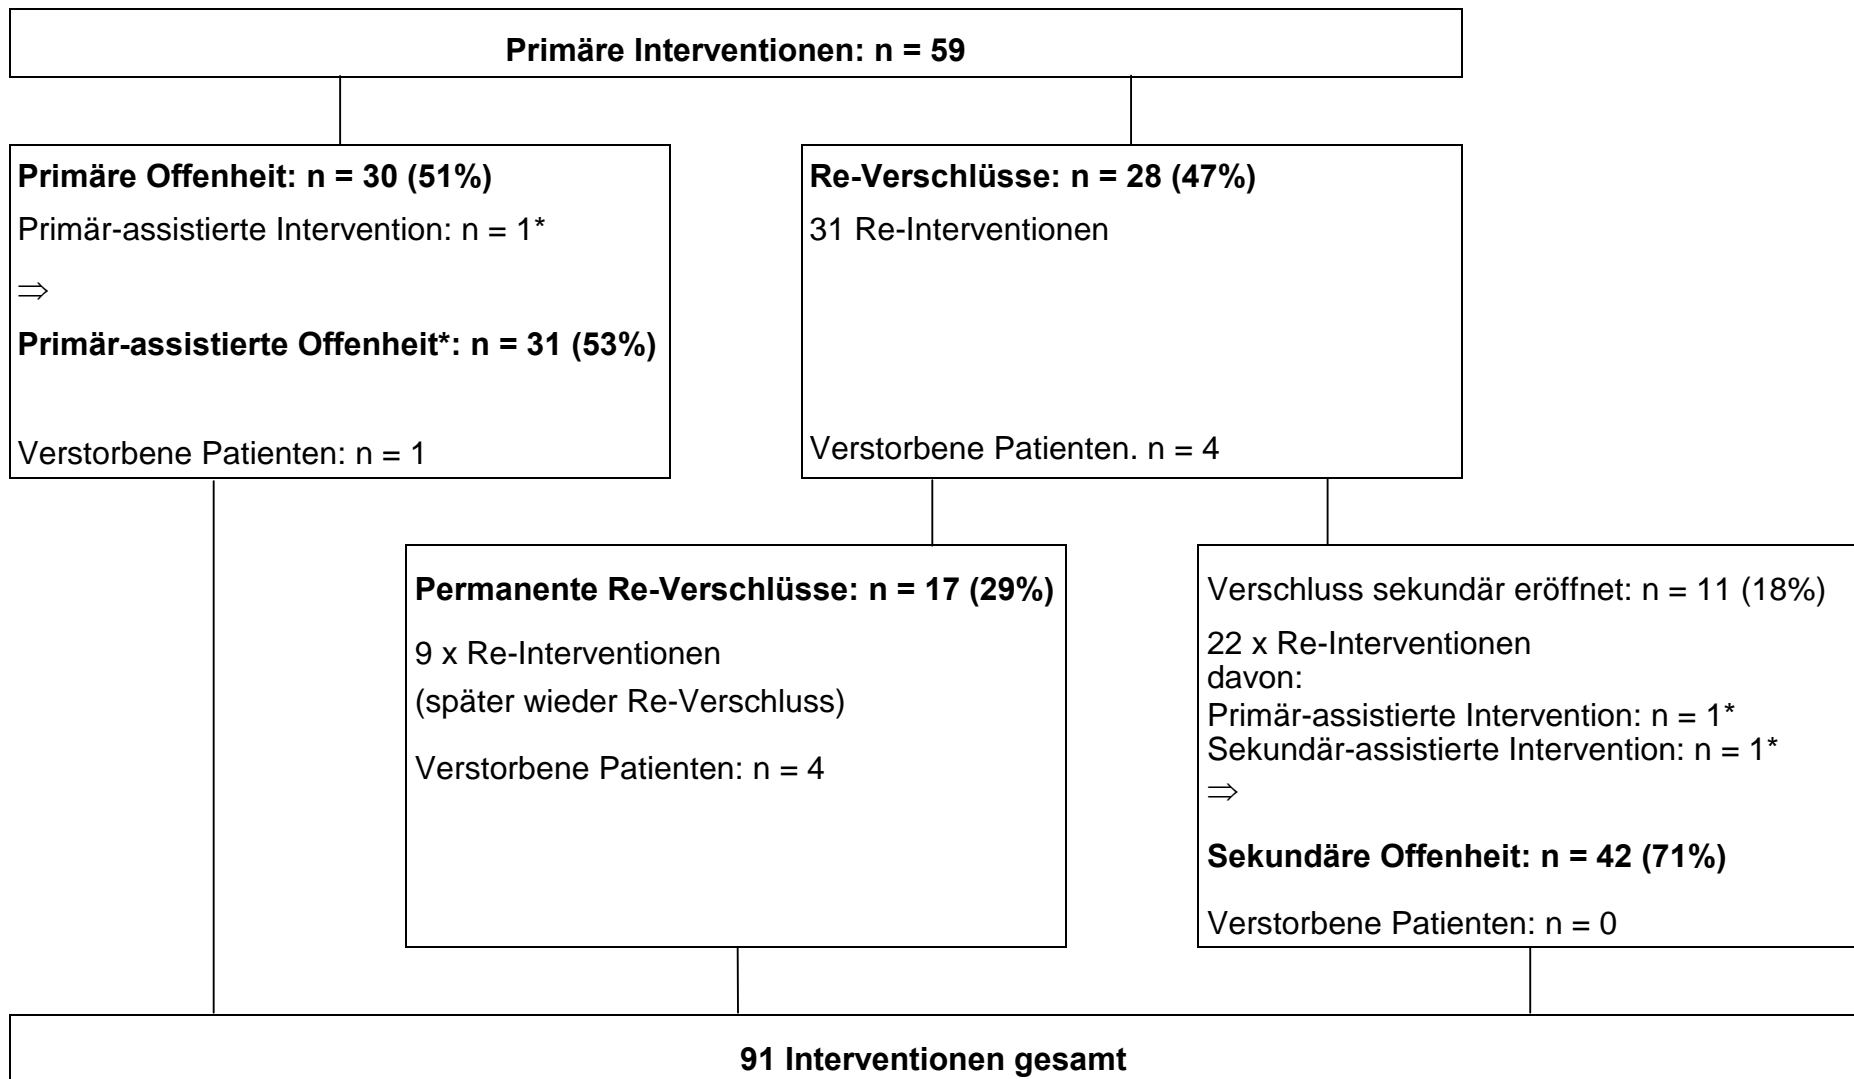 Primäre Interventionen: n = 59
Primäre Offenheit: n = 30 (51%)
Primär-assistierte Intervention: n = 1*
⇒
Primär-assistierte Offenheit*: n = 31 (53%)
Verstorbene Patienten: n = 1
Re-Verschlüsse: n = 28 (47%)
31 Re-Interventionen
Verstorbene Patienten. n = 4
Permanente Re-Verschlüsse: n = 17 (29%)
9 x Re-Interventionen
(später wieder Re-Verschluss)
Verstorbene Patienten: n = 4
Verschluss sekundär eröffnet: n = 11 (18%)
22 x Re-Interventionen
davon:
Primär-assistierte Intervention: n = 1*
Sekundär-assistierte Intervention: n = 1*
⇒
Sekundäre Offenheit: n = 42 (71%)
Verstorbene Patienten: n = 0
91 Interventionen gesamt